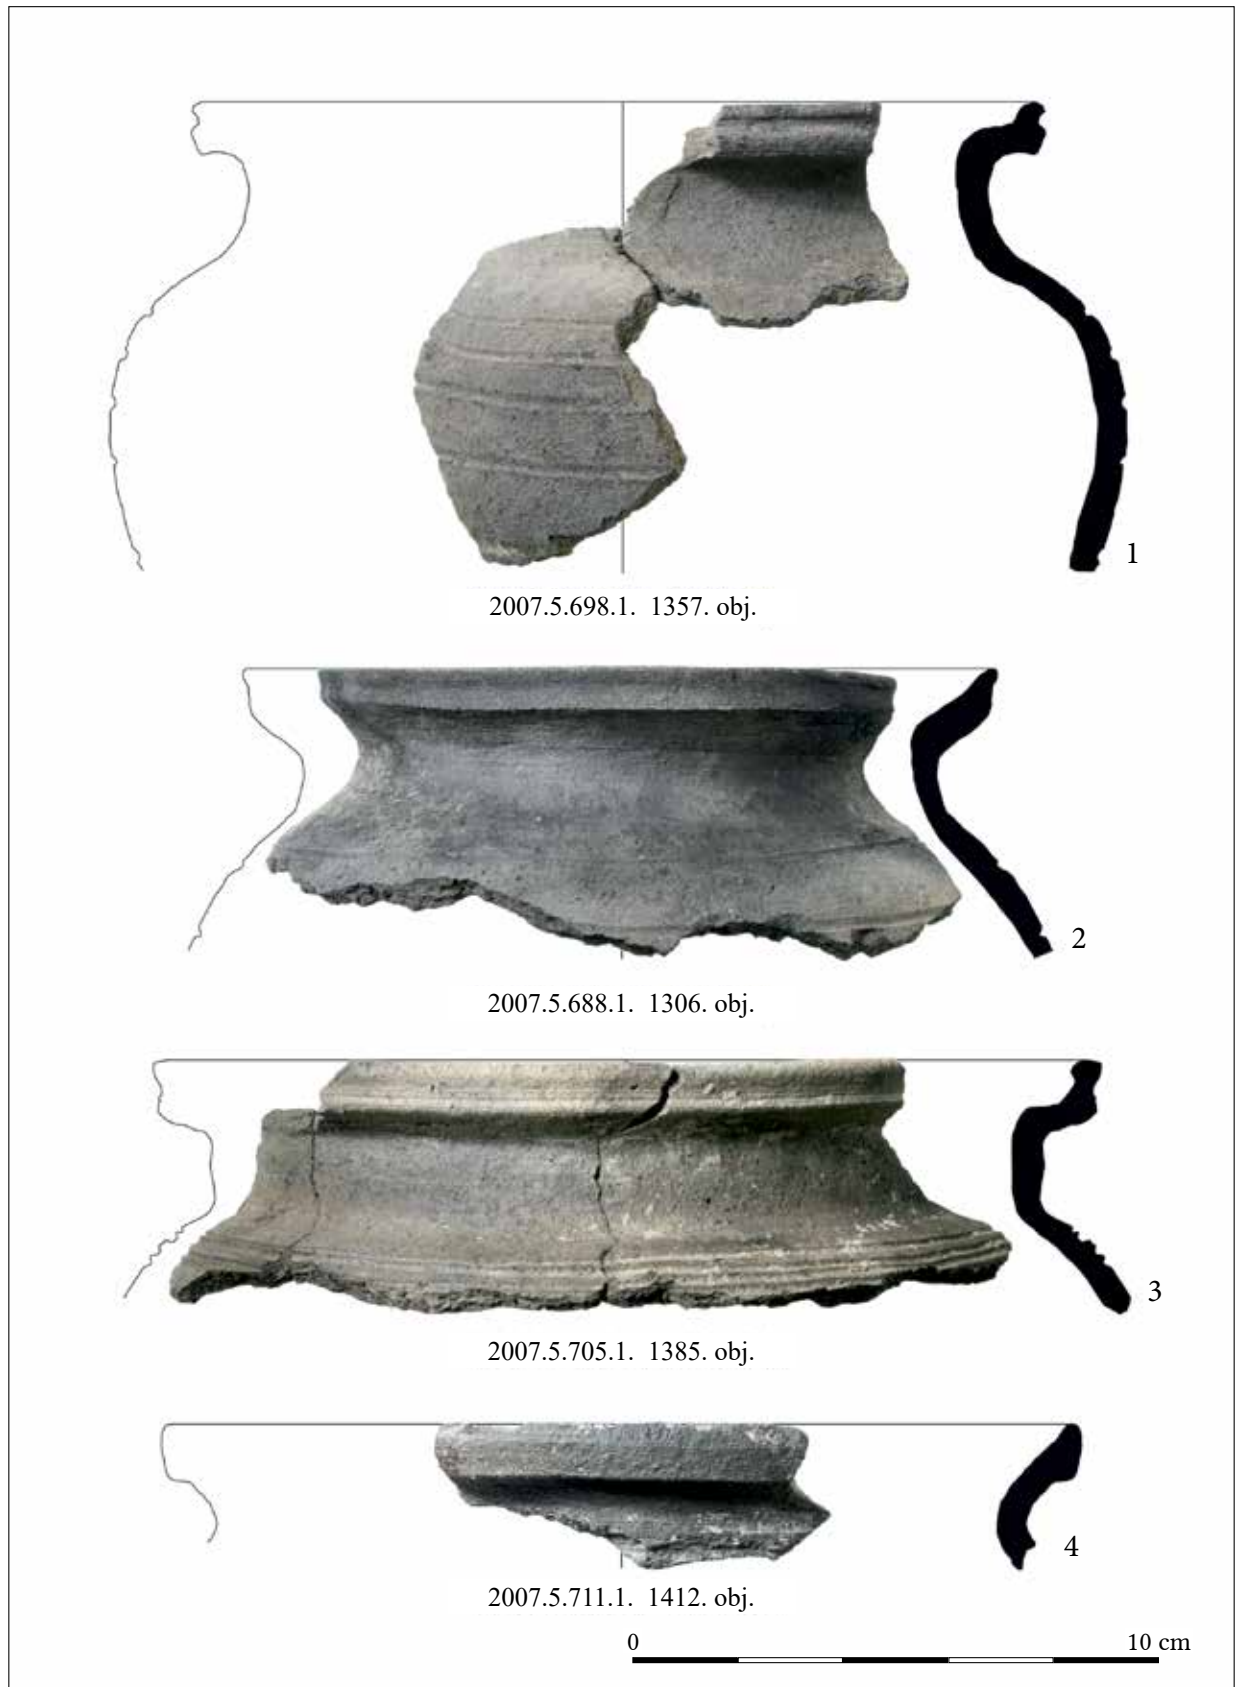 1
2007.5.698.1. 1357. obj.
2
2007.5.688.1. 1306. obj.
3
2007.5.705.1. 1385. obj.
4
2007.5.711.1. 1412. obj.
0 10 cm